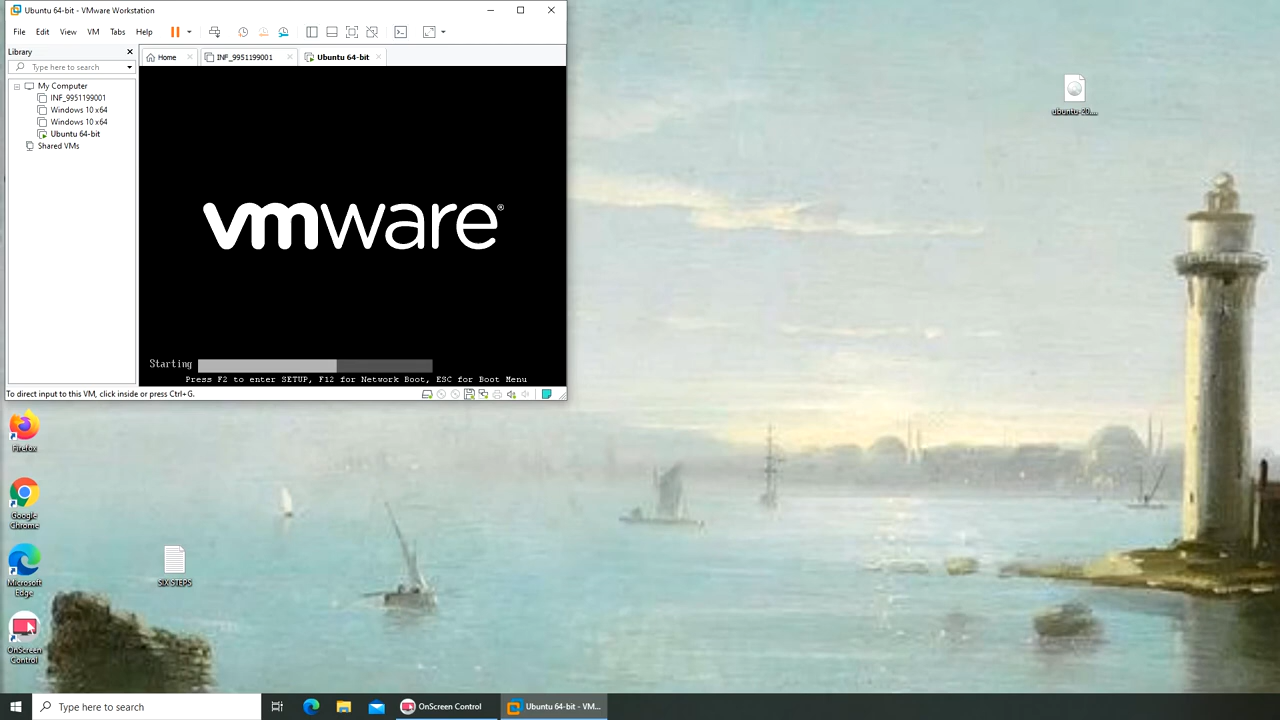 Ubuntu 64-bit - VMware Workstation
File Edit View VM Tabs Help
Library
Type here to search
Home
INF_9951199001
Ubuntu 64-bit
My Computer
INF_9951199001
Windows 10 x64
Windows 10 x64
Ubuntu 64-bit
Shared VMs
vmware®
Starting
Press F2 to enter SETUP, F12 for Network Boot, ESC for Boot Menu
To direct input to this VM, click inside or press Ctrl+G.
ubuntu-20....
Firefox
Google
Chrome
Microsoft
Edge
OnScreen
Control
SIX STEPS
Type here to search
OnScreen Control
Ubuntu 64-bit - VM...